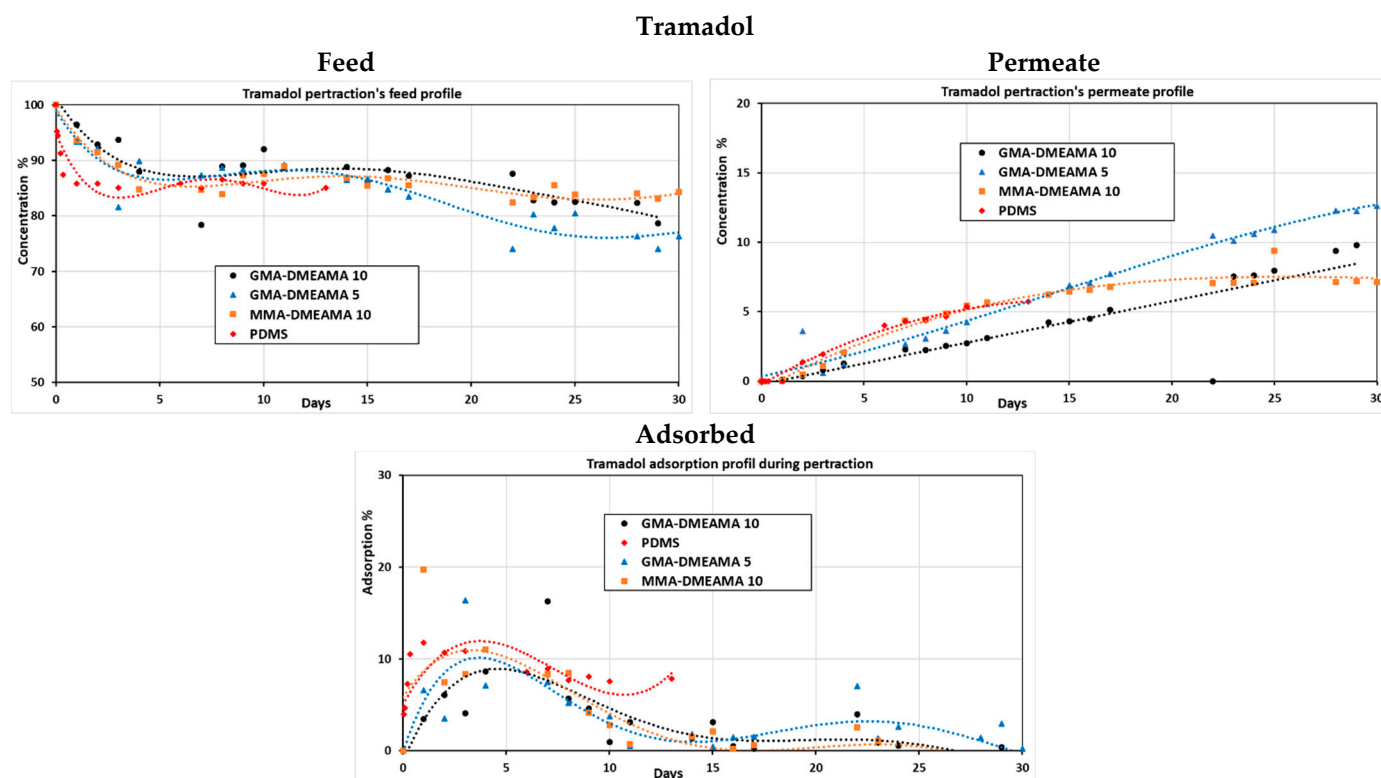 Tramadol
Feed
Permeate
Tramadol pertraction's feed profile
100
90
80
70
60
50
Concentration %
0
5
10
15
20
25
30
Days
GMA-DMEAMA 10
GMA-DMEAMA 5
MMA-DMEAMA 10
PDMS
Tramadol pertraction's permeate profile
20
15
10
5
0
Concentration %
0
5
10
15
20
25
30
Days
GMA-DMEAMA 10
GMA-DMEAMA 5
MMA-DMEAMA 10
PDMS
Adsorbed
Tramadol adsorption profil during pertraction
30
20
10
0
Adsorption %
0
5
10
15
20
25
30
Days
GMA-DMEAMA 10
PDMS
GMA-DMEAMA 5
MMA-DMEAMA 10